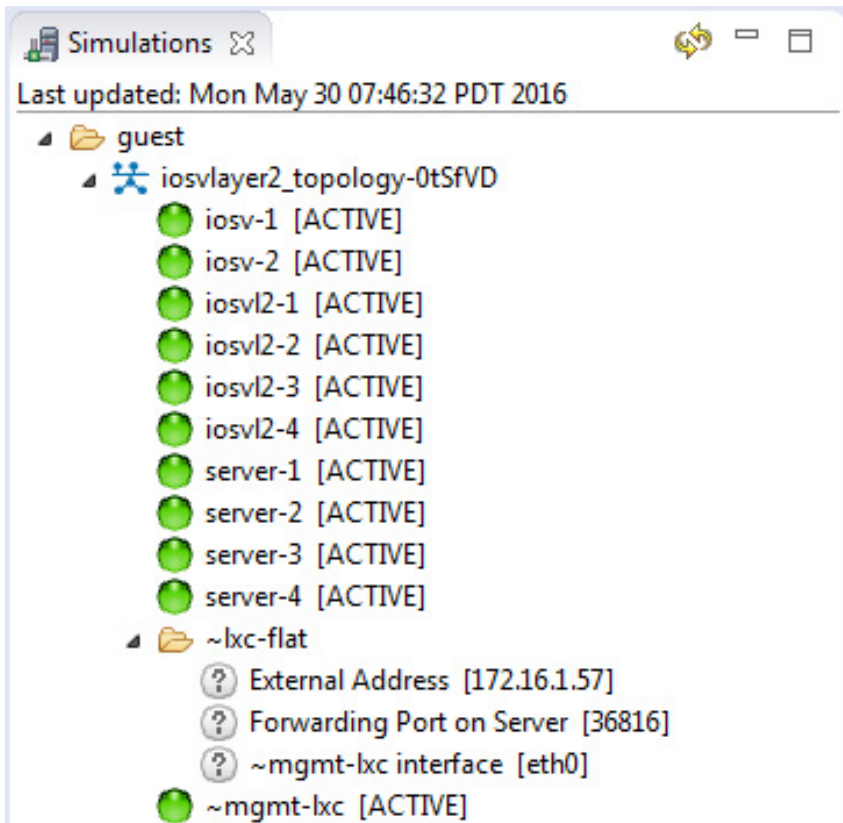 Simulations
Last updated: Mon May 30 07:46:32 PDT 2016
guest
iosvlayer2_topology-0tSfVD
iosv-1 [ACTIVE]
iosv-2 [ACTIVE]
iosvl2-1 [ACTIVE]
iosvl2-2 [ACTIVE]
iosvl2-3 [ACTIVE]
iosvl2-4 [ACTIVE]
server-1 [ACTIVE]
server-2 [ACTIVE]
server-3 [ACTIVE]
server-4 [ACTIVE]
~lxc-flat
External Address [172.16.1.57]
Forwarding Port on Server [36816]
~mgmt-lxc interface [eth0]
~mgmt-lxc [ACTIVE]